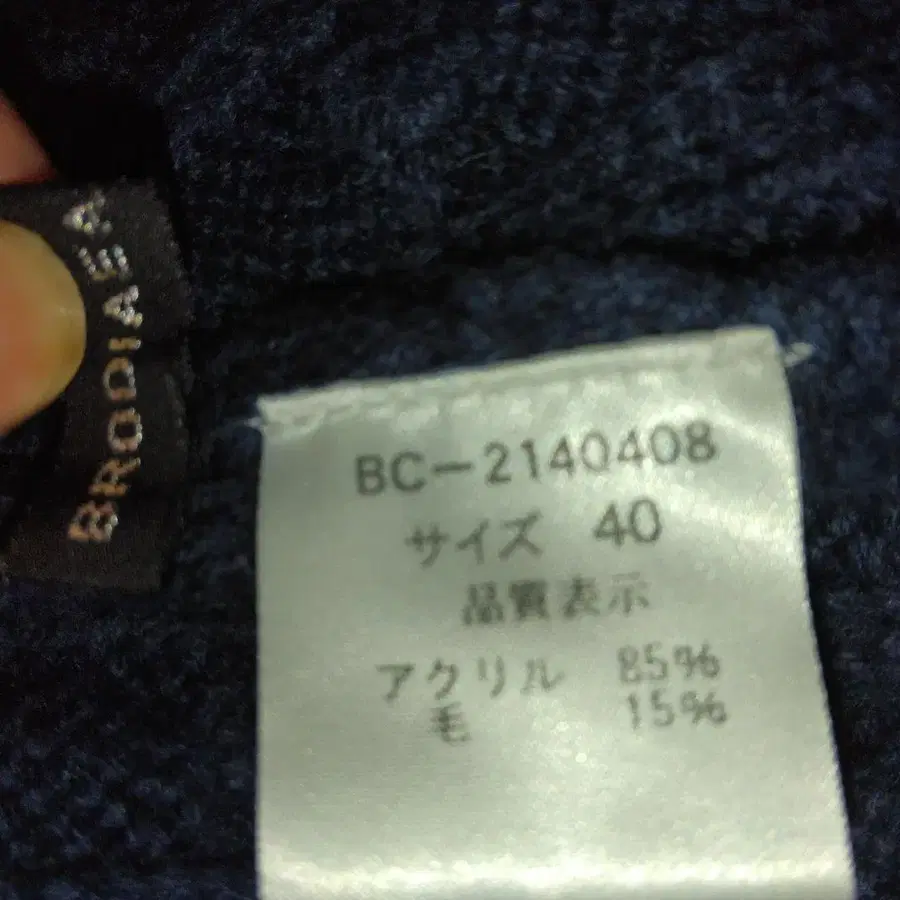 BRODIAEA
BC-2140408
サイズ 40
品質表示
アクリル 85%
毛 15%